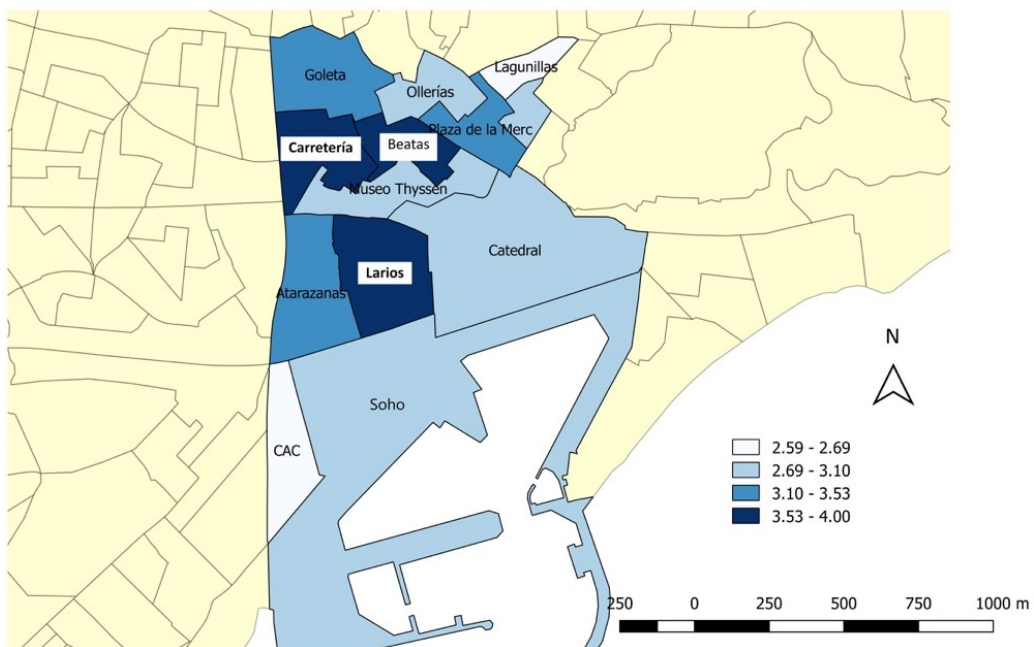 Lagunillas
Goleta
Ollerías
Plaza de la Merc
Carretería
Beatas
Museo Thyssen
Catedral
Larios
Atarazanas
N
Soho
CAC
2.59 - 2.69
2.69 - 3.10
3.10 - 3.53
3.53 - 4.00
250 0 250 500 750 1000 m